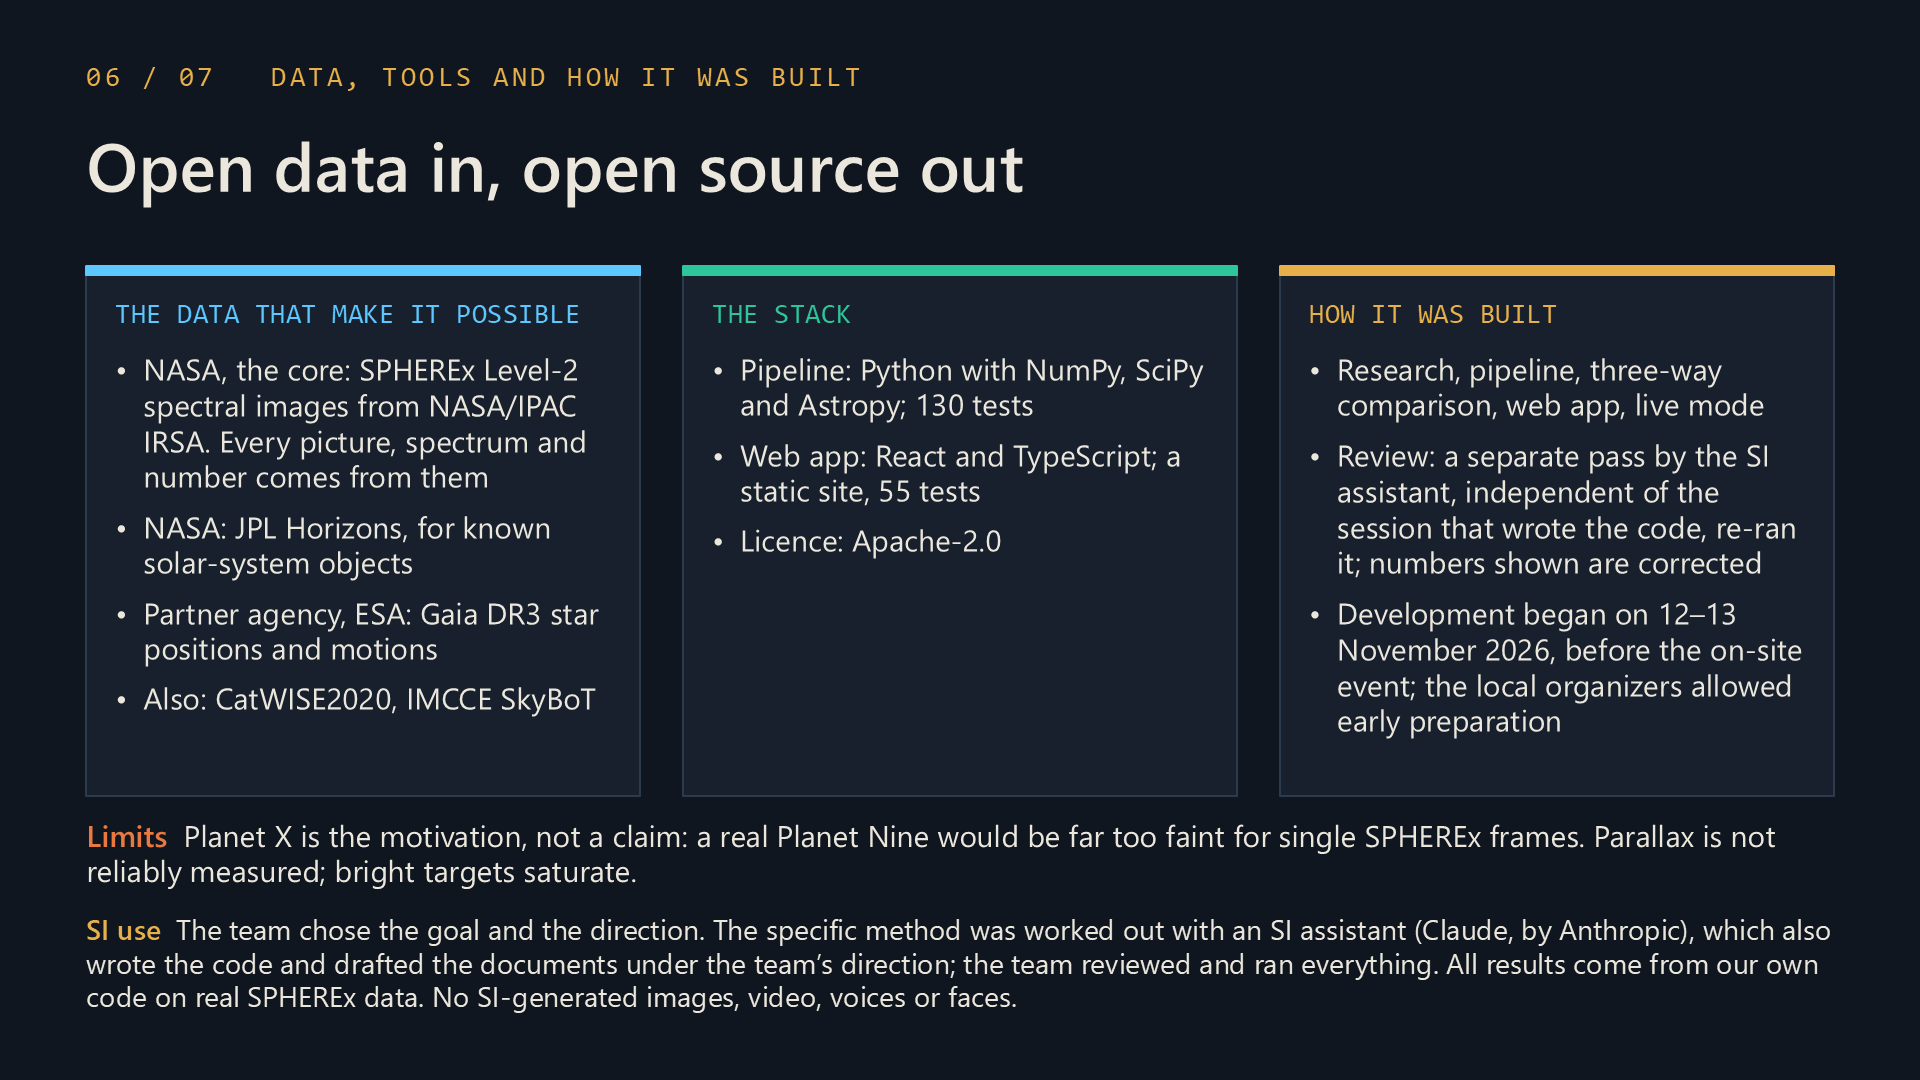 06 / 07 DATA, TOOLS AND HOW IT WAS BUILT
Open data in, open source out
THE DATA THAT MAKE IT POSSIBLE
• NASA, the core: SPHEREx Level-2
spectral images from NASA/IPAC
IRSA. Every picture, spectrum and
number comes from them
• NASA: JPL Horizons, for known
solar-system objects
• Partner agency, ESA: Gaia DR3 star
positions and motions
• Also: CatWISE2020, IMCCE SkyBoT
THE STACK
• Pipeline: Python with NumPy, SciPy
and Astropy; 130 tests
• Web app: React and TypeScript; a
static site, 55 tests
• Licence: Apache-2.0
HOW IT WAS BUILT
• Research, pipeline, three-way
comparison, web app, live mode
• Review: a separate pass by the SI
assistant, independent of the
session that wrote the code, re-ran
it; numbers shown are corrected
• Development began on 12–13
November 2026, before the on-site
event; the local organizers allowed
early preparation
Limits Planet X is the motivation, not a claim: a real Planet Nine would be far too faint for single SPHEREx frames. Parallax is not
reliably measured; bright targets saturate.
SI use The team chose the goal and the direction. The specific method was worked out with an SI assistant (Claude, by Anthropic), which also
wrote the code and drafted the documents under the team’s direction; the team reviewed and ran everything. All results come from our own
code on real SPHEREx data. No SI-generated images, video, voices or faces.